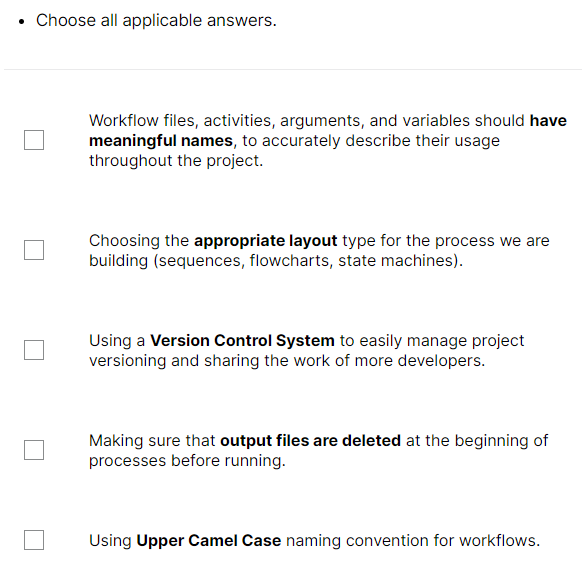 Choose all applicable answers.
Workflow files, activities, arguments, and variables should have
meaningful names, to accurately describe their usage
throughout the project.
Choosing the appropriate layout type for the process we are
building (sequences, flowcharts, state machines).
Using a Version Control System to easily manage project
versioning and sharing the work of more developers.
Making sure that output files are deleted at the beginning of
processes before running.
Using Upper Camel Case naming convention for workflows.